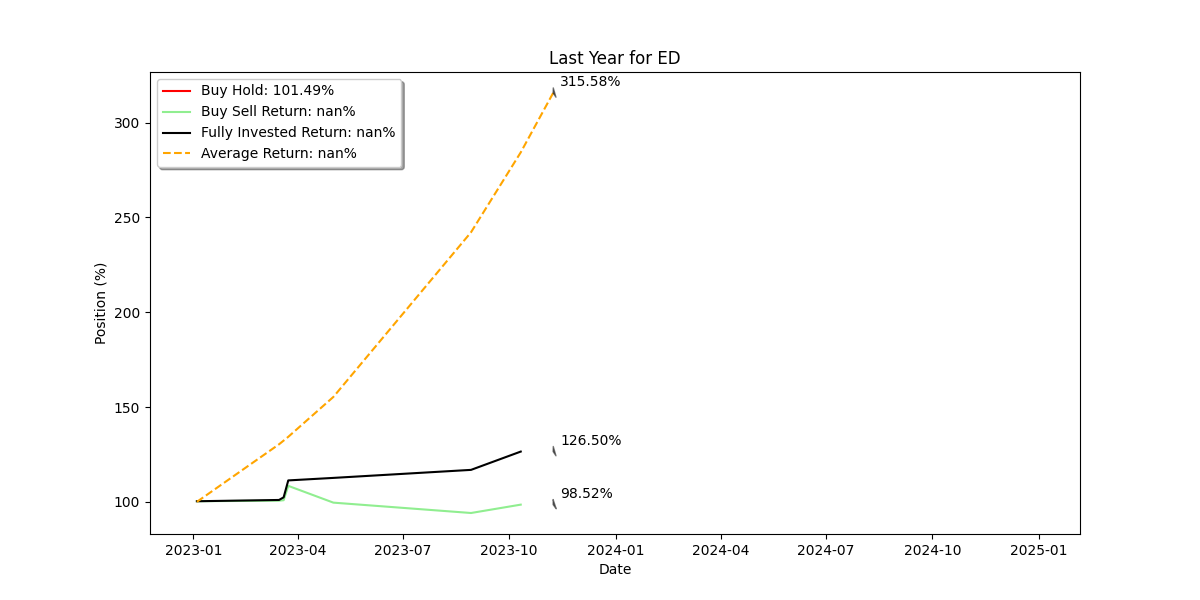 Last Year for ED
315.58%
Buy Hold: 101.49%
Buy Sell Return: nan%
Fully Invested Return: nan%
Average Return: nan%
300
250
200
150
100
Position (%)
126.50%
98.52%
2023-01 2023-04 2023-07 2023-10 2024-01 2024-04 2024-07 2024-10 2025-01
Date